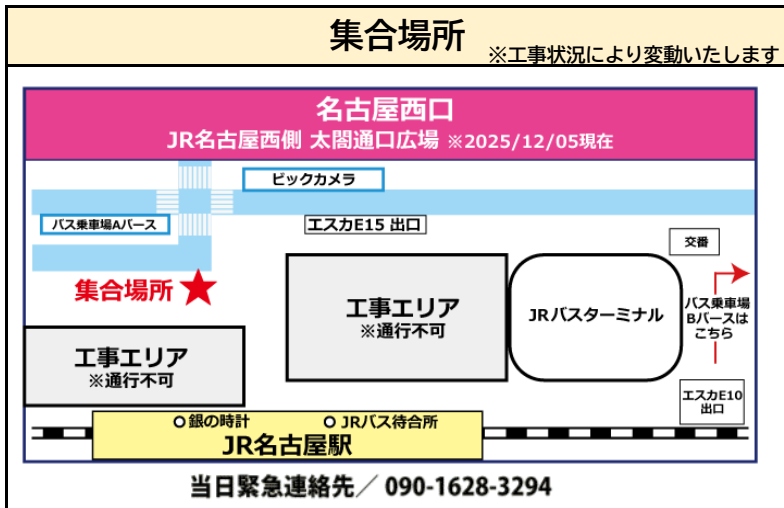 集合場所
※工事状況により変動いたします
名古屋西口
JR名古屋西側 太閤通口広場 ※2025/12/05現在
ビックカメラ
バス乗車場Aバース
エスカE15 出口
交番
集合場所
工事エリア
※通行不可
JRバスターミナル
バス乗車場
Bバースは
こちら
工事エリア
※通行不可
エスカE10
出口
銀の時計
JRバス待合所
JR名古屋駅
当日緊急連絡先／ 090-1628-3294